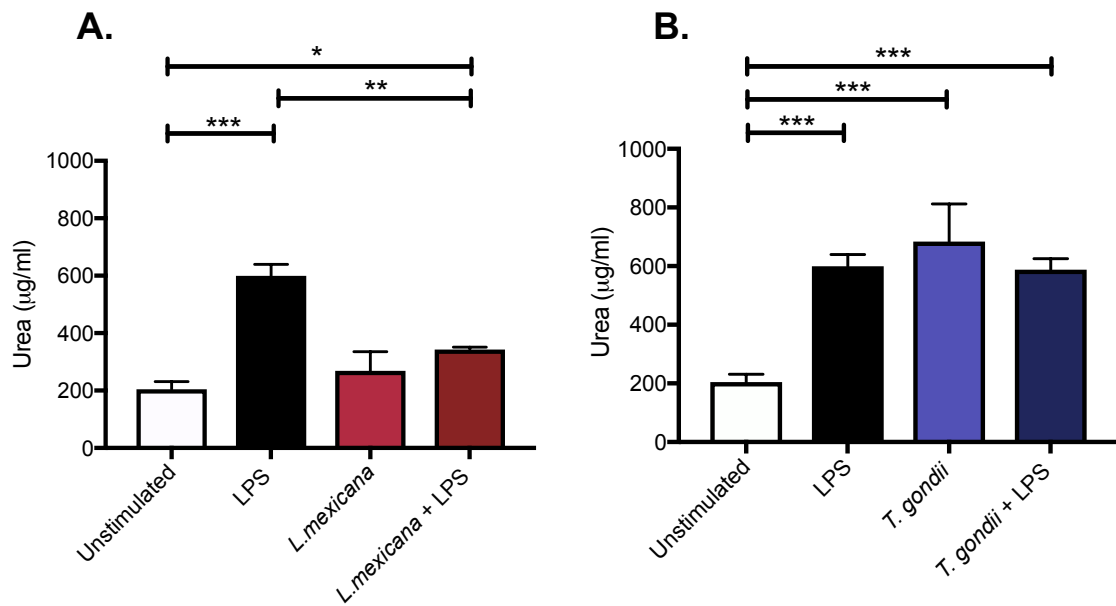 A.
*
**
***
1000
800
600
400
200
0
Urea (μg/ml)
Unstimulated
LPS
L.mexicana
L.mexicana + LPS
B.
***
***
***
1000
800
600
400
200
0
Urea (μg/ml)
Unstimulated
LPS
T. gondii
T. gondii + LPS